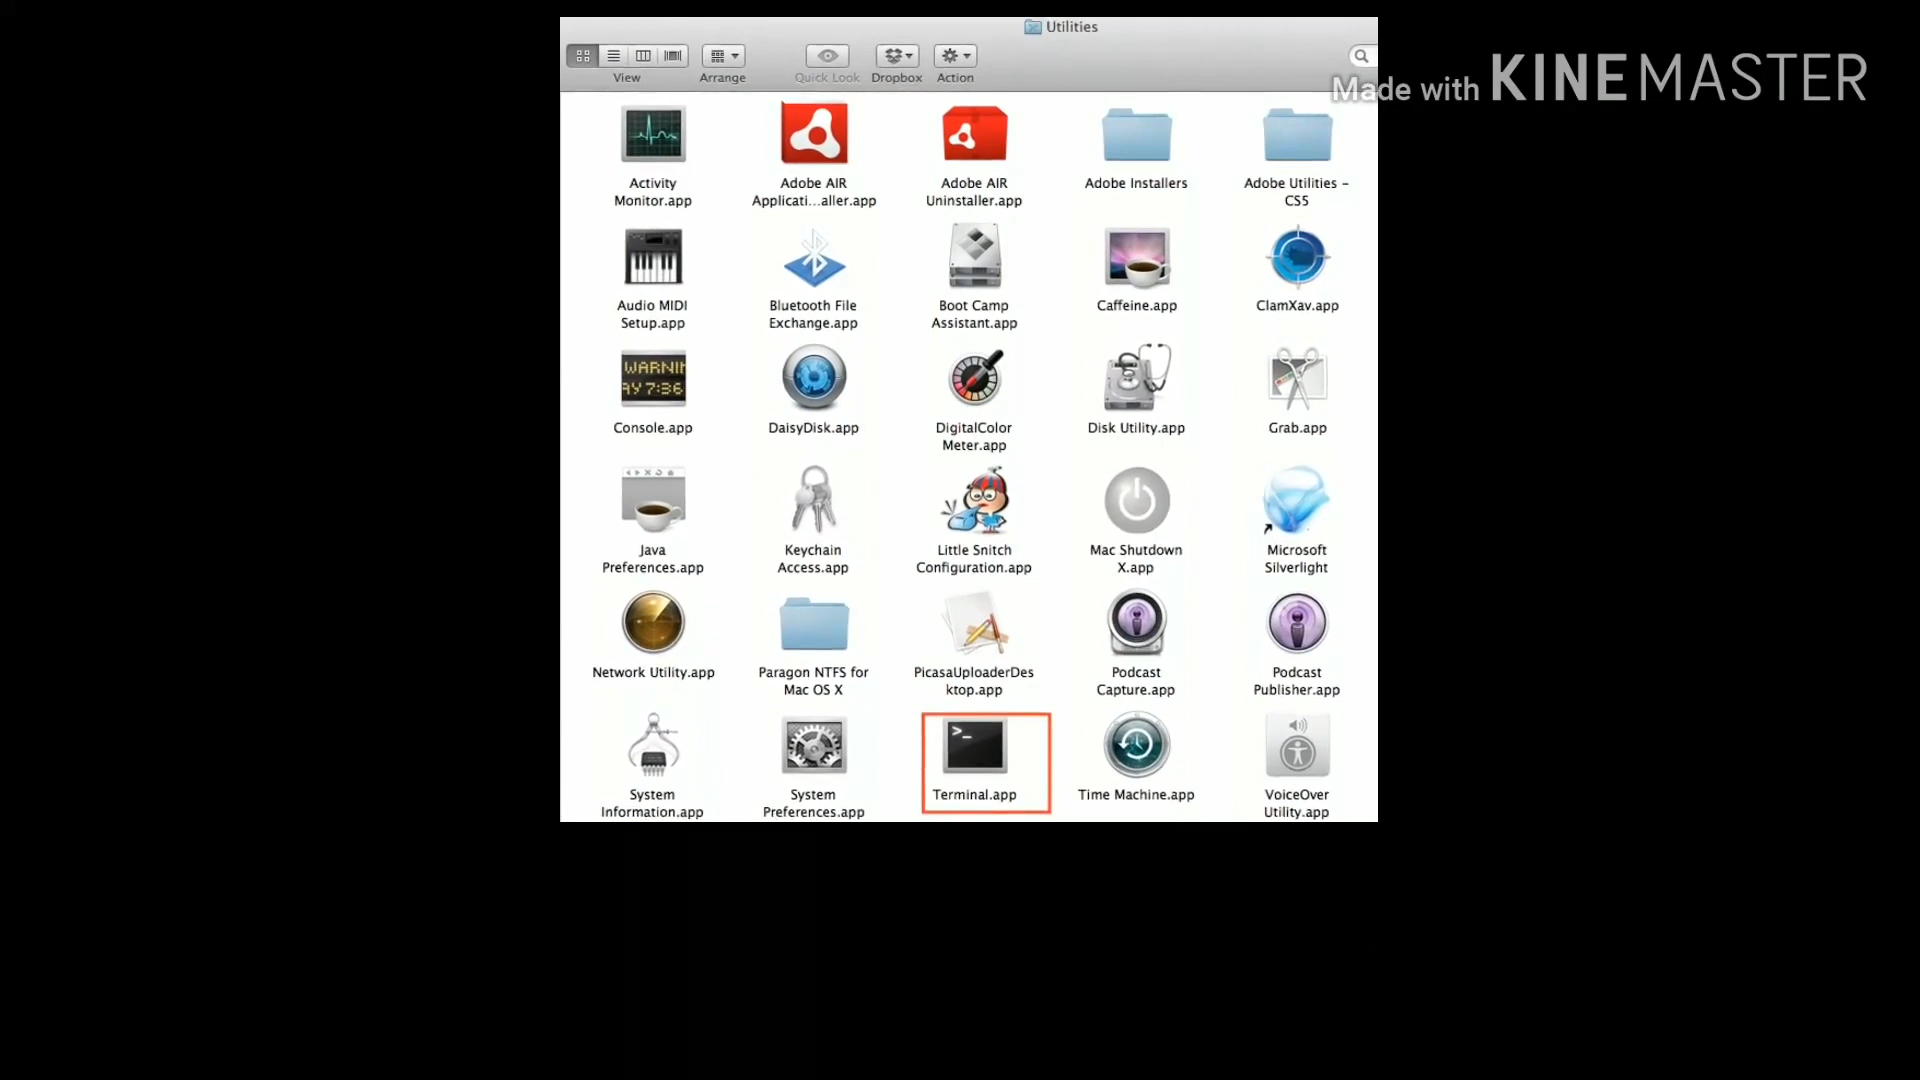 Utilities
View Arrange Quick Look Dropbox Action
Made with KINEMASTER
Activity
Monitor.app
Adobe AIR
Applicati...aller.app
Adobe AIR
Uninstaller.app
Adobe Installers
Adobe Utilities -
CS5
Audio MIDI
Setup.app
Bluetooth File
Exchange.app
Boot Camp
Assistant.app
Caffeine.app
ClamXav.app
WARNIN
AY 7:36
Console.app
DaisyDisk.app
DigitalColor
Meter.app
Disk Utility.app
Grab.app
Java
Preferences.app
Keychain
Access.app
Little Snitch
Configuration.app
Mac Shutdown
X.app
Microsoft
Silverlight
Network Utility.app
Paragon NTFS for
Mac OS X
PicasaUploaderDes
ktop.app
Podcast
Capture.app
Podcast
Publisher.app
System
Information.app
System
Preferences.app
>_
Terminal.app
Time Machine.app
VoiceOver
Utility.app